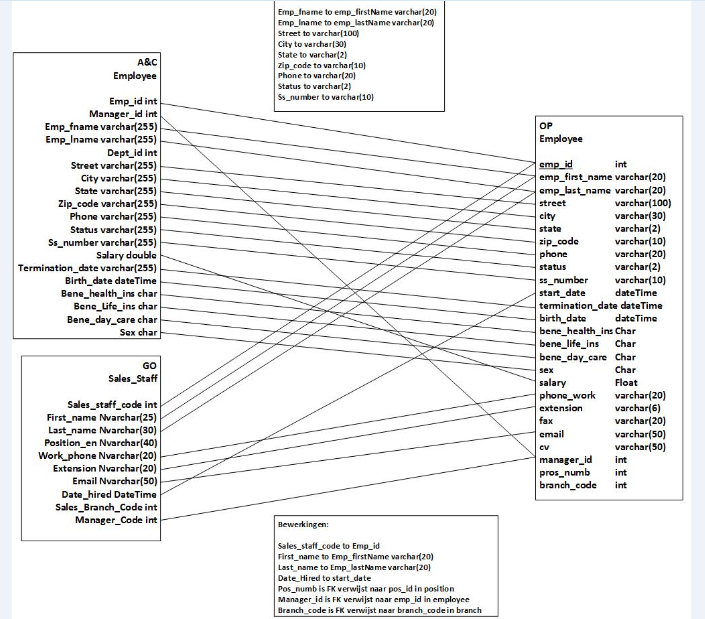 Emp_fname to emp_firstName varchar(20)
Emp_lname to emp_lastName varchar(20)
Street to varchar(100)
City to varchar(30)
State to varchar(2)
Zip_code to varchar(10)
Phone to varchar(20)
Status to varchar(2)
Ss_number to varchar(10)
A&C
Employee
Emp_id int
Manager_id int
Emp_fname varchar(255)
Emp_lname varchar(255)
Dept_id int
Street varchar(255)
City varchar(255)
State varchar(255)
Zip_code varchar(255)
Phone varchar(255)
Status varchar(255)
Ss_number varchar(255)
Salary double
Termination_date varchar(255)
Birth_date dateTime
Bene_health_ins char
Bene_Life_ins char
Bene_day_care char
Sex char
GO
Sales_Staff
Sales_staff_code int
First_name Nvarchar(25)
Last_name Nvarchar(30)
Position_en Nvarchar(40)
Work_phone Nvarchar(20)
Extension Nvarchar(20)
Email Nvarchar(50)
Date_hired DateTime
Sales_Branch_Code int
Manager_Code int
OP
Employee
emp_id int
emp_first_name varchar(20)
emp_last_name varchar(20)
street varchar(100)
city varchar(30)
state varchar(2)
zip_code varchar(10)
phone varchar(20)
status varchar(2)
ss_number varchar(10)
start_date dateTime
termination_date dateTime
birth_date dateTime
bene_health_ins Char
bene_life_ins Char
bene_day_care Char
sex Char
salary Float
phone_work varchar(20)
extension varchar(6)
fax varchar(20)
email varchar(50)
cv varchar(50)
manager_id int
pros_numb int
branch_code int
Bewerkingen:
Sales_staff_code to Emp_id
First_name to Emp_firstName varchar(20)
Last_name to Emp_lastName varchar(20)
Date_Hired to start_date
Pos_numb is FK verwijst naar pos_id in position
Manager_id is FK verwijst naar emp_id in employee
Branch_code is FK verwijst naar branch_code in branch